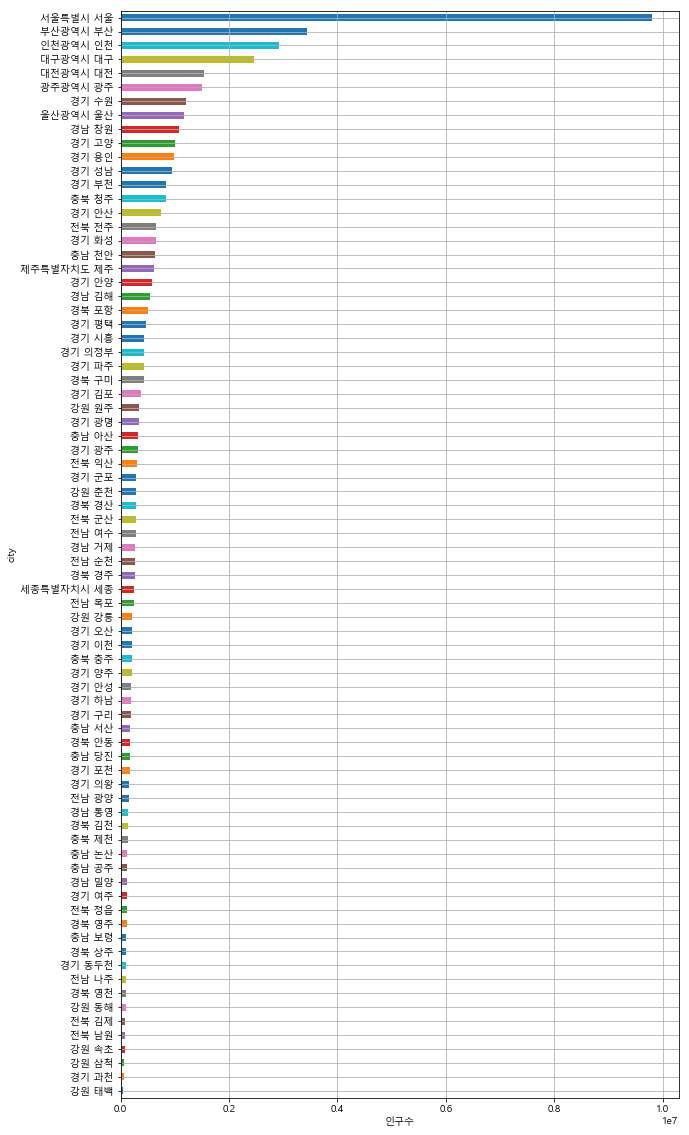 서울특별시 서울
부산광역시 부산
인천광역시 인천
대구광역시 대구
대전광역시 대전
광주광역시 광주
경기 수원
울산광역시 울산
경남 창원
경기 고양
경기 용인
경기 성남
경기 부천
충북 청주
경기 안산
전북 전주
경기 화성
충남 천안
제주특별자치도 제주
경기 안양
경남 김해
경북 포항
경기 평택
경기 시흥
경기 의정부
경기 파주
경북 구미
경기 김포
강원 원주
경기 광명
충남 아산
경기 광주
전북 익산
경기 군포
강원 춘천
경북 경산
전북 군산
전남 여수
경남 거제
전남 순천
경북 경주
세종특별자치시 세종
전남 목포
강원 강릉
경기 오산
경기 이천
충북 충주
경기 양주
경기 안성
경기 하남
경기 구리
충남 서산
경북 안동
충남 당진
경기 포천
경기 의왕
전남 광양
경남 통영
경북 김천
충북 제천
충남 논산
충남 공주
경남 밀양
경기 여주
전북 정읍
경북 영주
충남 보령
경북 상주
경기 동두천
전남 나주
경북 영천
강원 동해
전북 김제
전북 남원
강원 속초
강원 삼척
경기 과천
강원 태백
city
0.0 0.2 0.4 0.6 0.8 1.0
인구수
1e7